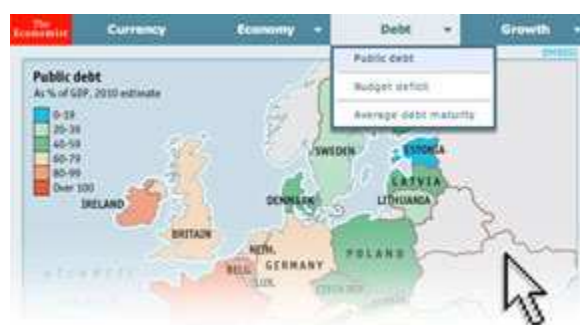 The
Economist
Currency
Economy
Debt
Growth
Public debt
Budget deficit
Average debt maturity
Public debt
As % of GDP, 2010 estimate
0-19
20-39
40-59
60-79
80-99
Over 100
SWEDEN
ESTONIA
LATVIA
LITHUANIA
DENMARK
IRELAND
BRITAIN
NETH.
BELG.
GERMANY
LUX.
POLAND